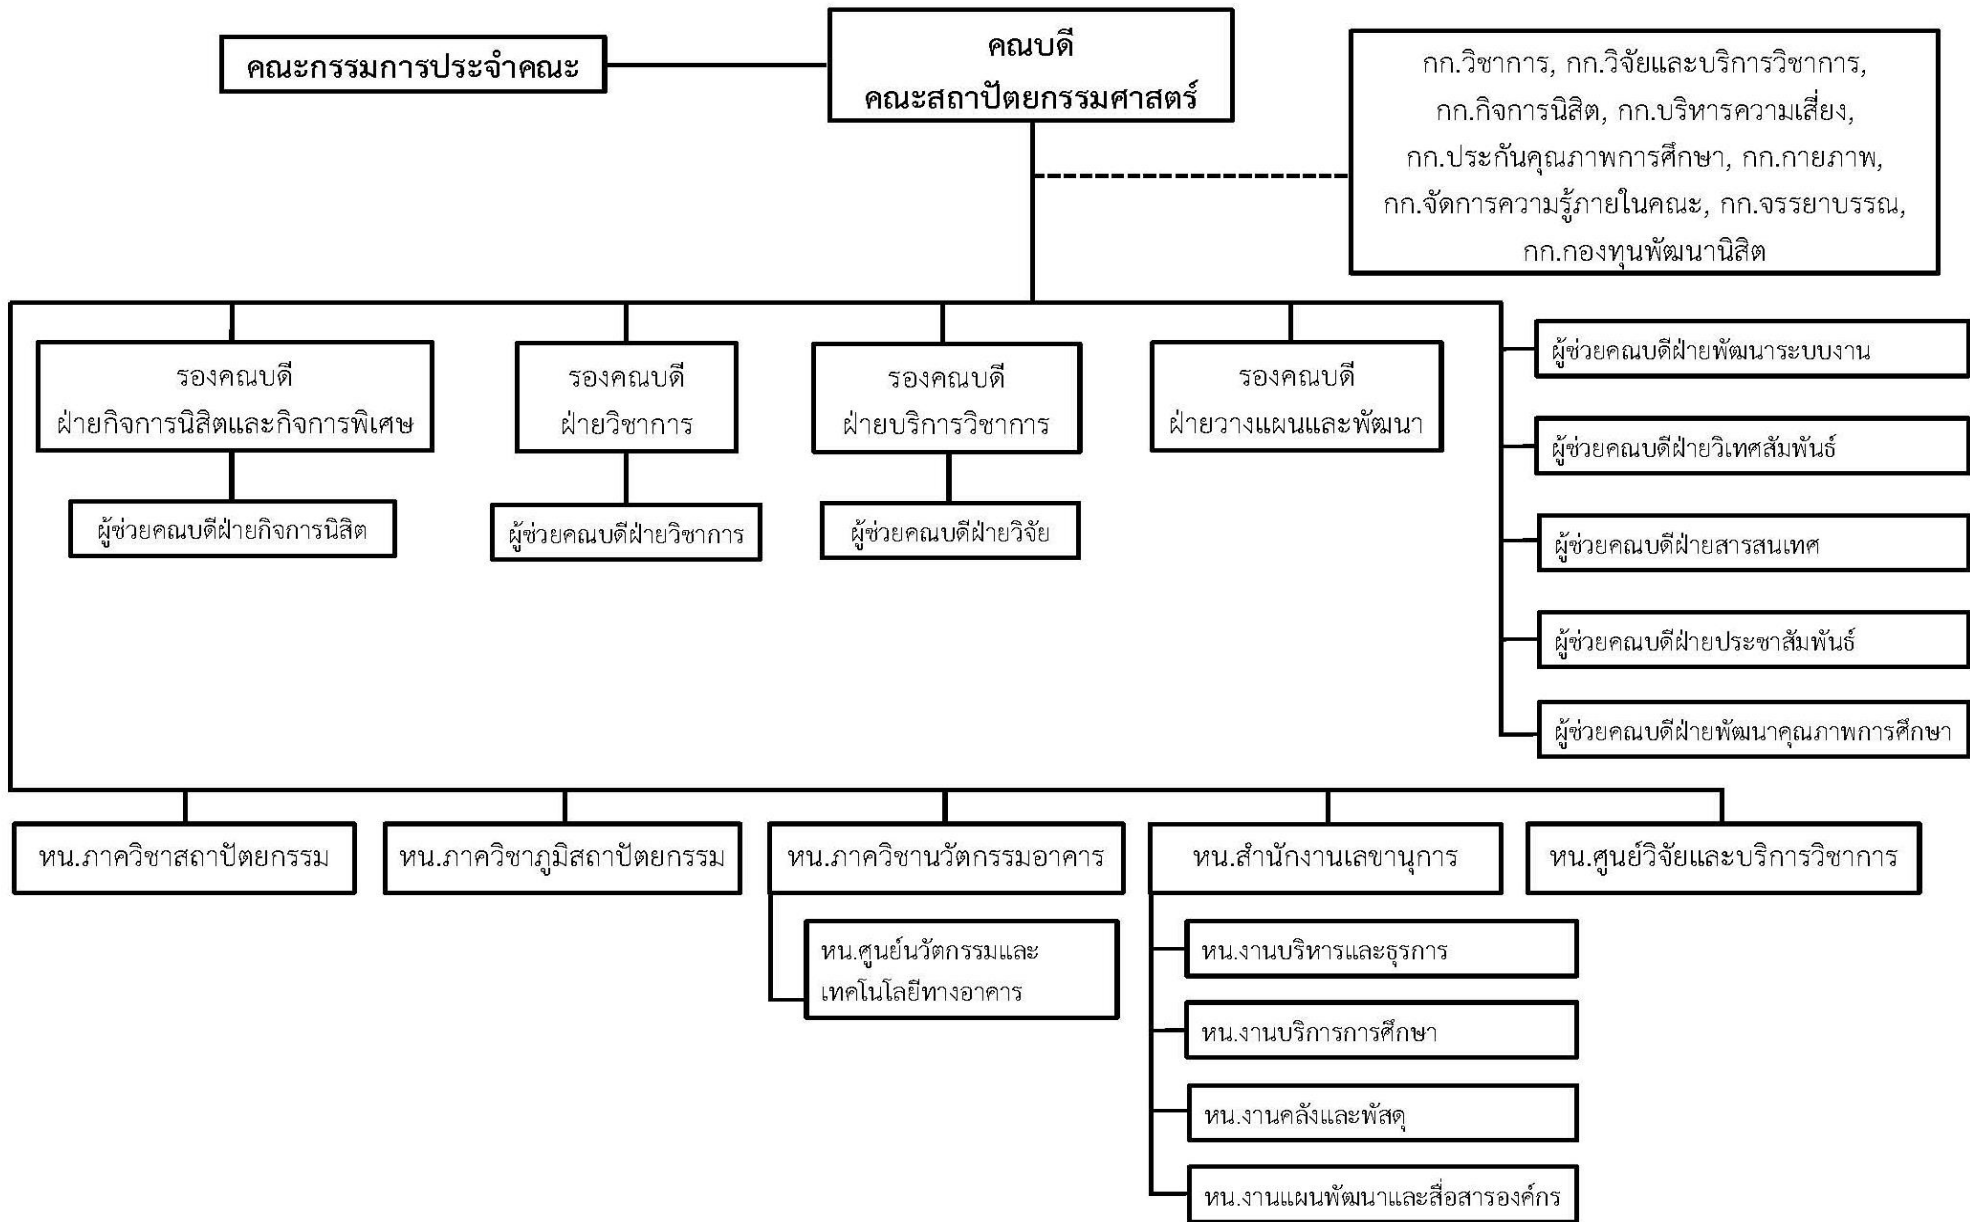 คณะกรรมการประจำคณะ
คณบดี
คณะสถาปัตยกรรมศาสตร์
กก.วิชาการ, กก.วิจัยและบริการวิชาการ,
กก.กิจการนิสิต, กก.บริหารความเสี่ยง,
กก.ประกันคุณภาพการศึกษา, กก.กายภาพ,
กก.จัดการความรู้ภายในคณะ, กก.จรรยาบรรณ,
กก.กองทุนพัฒนานิสิต
รองคณบดี
ฝ่ายกิจการนิสิตและกิจการพิเศษ
รองคณบดี
ฝ่ายวิชาการ
รองคณบดี
ฝ่ายบริการวิชาการ
รองคณบดี
ฝ่ายวางแผนและพัฒนา
ผู้ช่วยคณบดีฝ่ายกิจการนิสิต
ผู้ช่วยคณบดีฝ่ายวิชาการ
ผู้ช่วยคณบดีฝ่ายวิจัย
ผู้ช่วยคณบดีฝ่ายพัฒนาระบบงาน
ผู้ช่วยคณบดีฝ่ายวิเทศสัมพันธ์
ผู้ช่วยคณบดีฝ่ายสารสนเทศ
ผู้ช่วยคณบดีฝ่ายประชาสัมพันธ์
ผู้ช่วยคณบดีฝ่ายพัฒนาคุณภาพการศึกษา
หน.ภาควิชาสถาปัตยกรรม
หน.ภาควิชาภูมิสถาปัตยกรรม
หน.ภาควิชานวัตกรรมอาคาร
หน.สำนักงานเลขานุการ
หน.ศูนย์วิจัยและบริการวิชาการ
หน.ศูนย์นวัตกรรมและ
เทคโนโลยีทางอาคาร
หน.งานบริหารและธุรการ
หน.งานบริการการศึกษา
หน.งานคลังและพัสดุ
หน.งานแผนพัฒนาและสื่อสารองค์กร